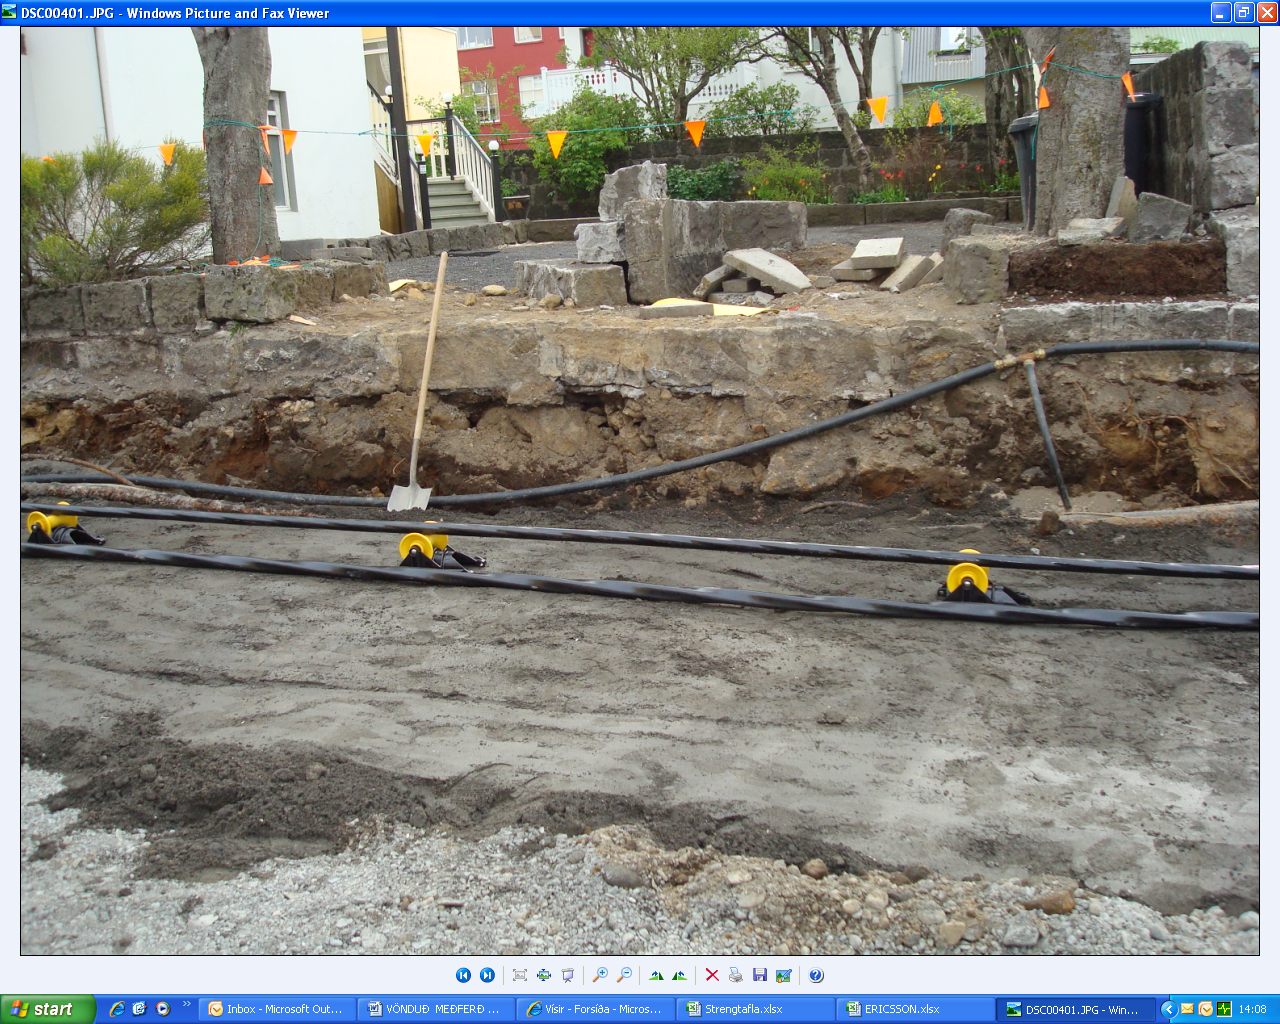 DSC00401.JPG - Windows Picture and Fax Viewer
start
Inbox - Microsoft Out...
VÖNDUÐ MEÐFERÐ ...
Vísir - Forsíða - Micros...
Strengtafla.xlsx
ERICSSON.xlsx
DSC00401.JPG - Win...
14:08